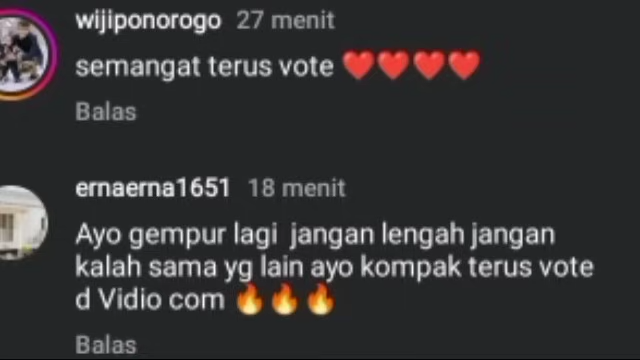 wijiponorogo 27 menit
semangat terus vote ❤️❤️❤️❤️
Balas
ernaerna1651 18 menit
Ayo gempur lagi jangan lengah jangan
kalah sama yg lain ayo kompak terus vote
d Vidio com 🔥🔥🔥
Balas